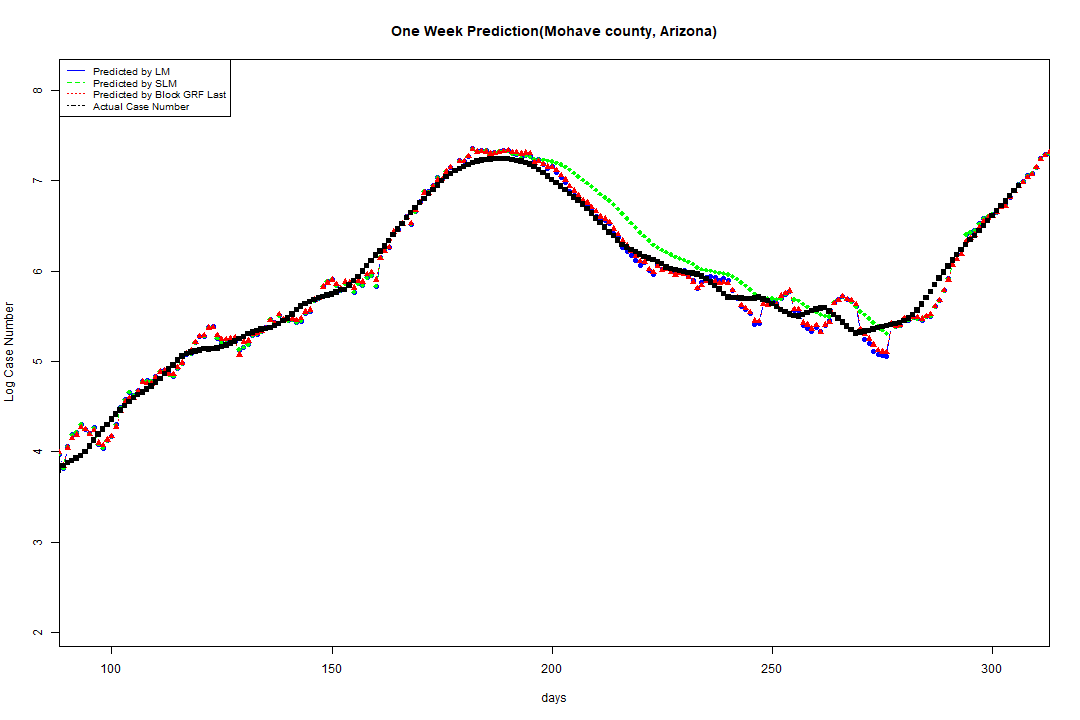 One Week Prediction(Mohave county, Arizona)
Predicted by LM
Predicted by SLM
Predicted by Block GRF Last
Actual Case Number
8
7
6
5
4
3
2
Log Case Number
100 150 200 250 300
days